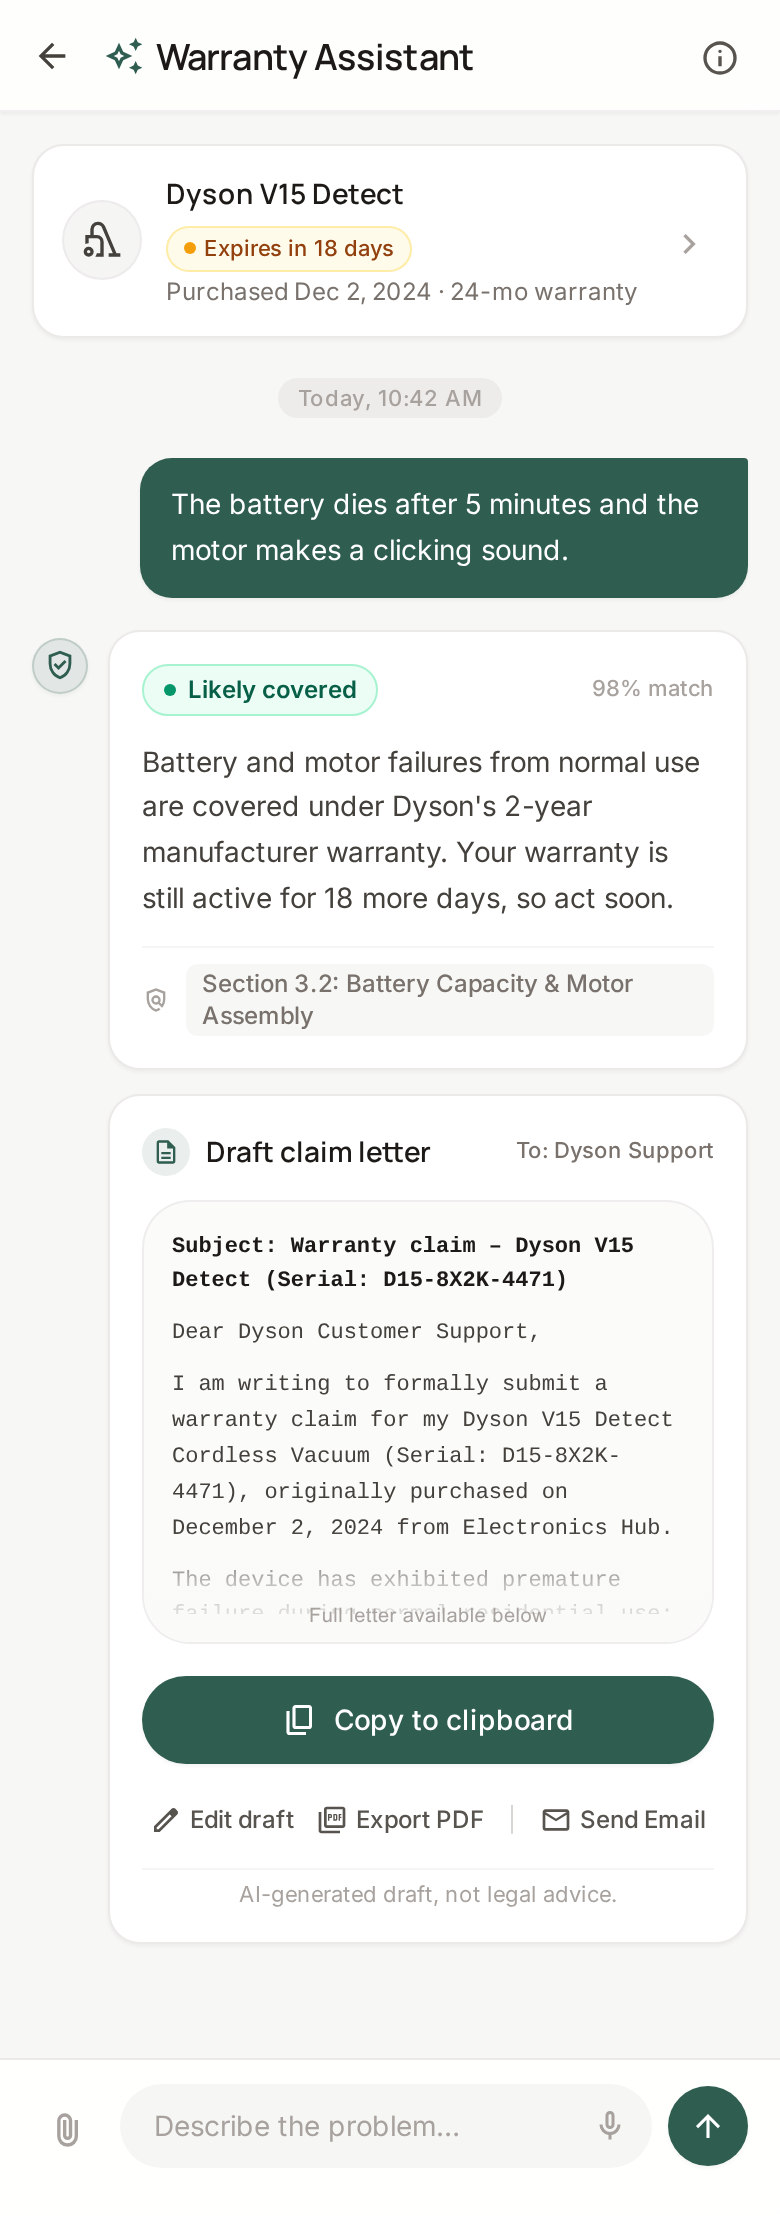 Warranty Assistant
Dyson V15 Detect
Expires in 18 days
Purchased Dec 2, 2024 · 24-mo warranty
Today, 10:42 AM
The battery dies after 5 minutes and the
motor makes a clicking sound.
Likely covered
98% match
Battery and motor failures from normal use
are covered under Dyson's 2-year
manufacturer warranty. Your warranty is
still active for 18 more days, so act soon.
Section 3.2: Battery Capacity & Motor
Assembly
Draft claim letter
To: Dyson Support
Subject: Warranty claim – Dyson V15
Detect (Serial: D15-8X2K-4471)
Dear Dyson Customer Support,
I am writing to formally submit a
warranty claim for my Dyson V15 Detect
Cordless Vacuum (Serial: D15-8X2K-
4471), originally purchased on
December 2, 2024 from Electronics Hub.
The device has exhibited premature
failure during normal residential use:
Full letter available below
Copy to clipboard
Edit draft
PDF
Export PDF
Send Email
AI-generated draft, not legal advice.
Describe the problem...